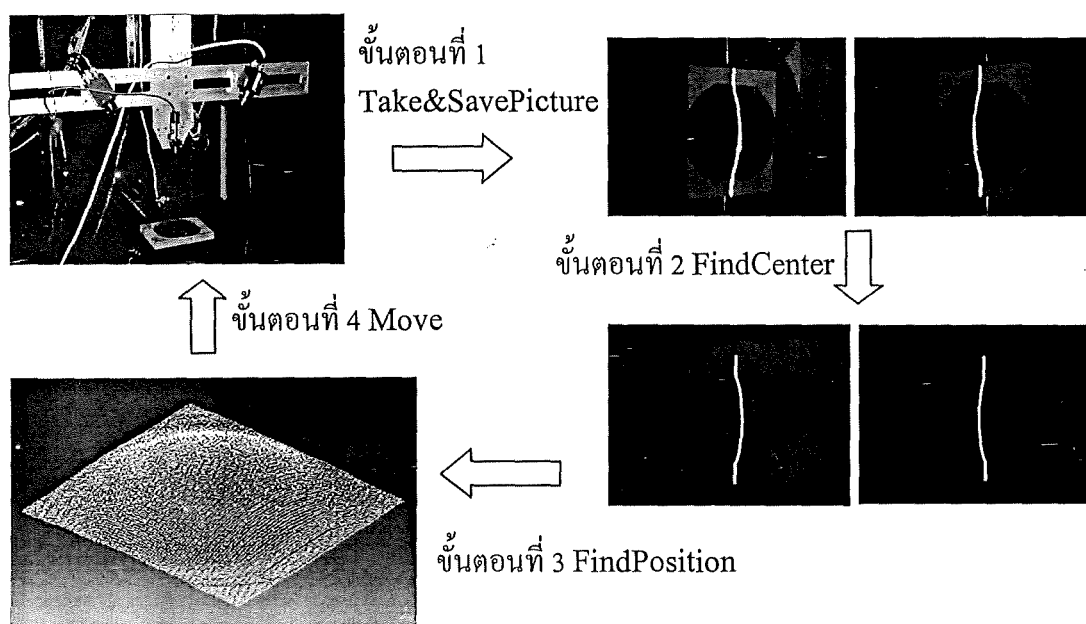 ขั้นตอนที่ 1
Take&SavePicture
ขั้นตอนที่ 2 FindCenter
ขั้นตอนที่ 4 Move
ขั้นตอนที่ 3 FindPosition